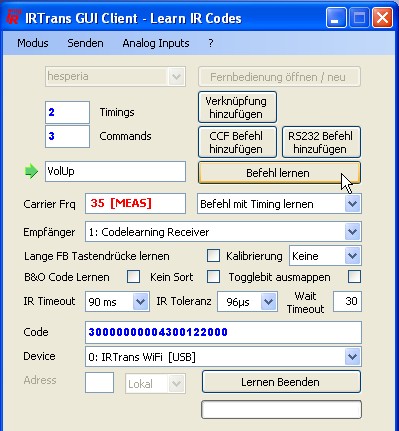 IRTrans GUI Client - Learn IR Codes
Modus Senden Analog Inputs ?
hesperia Fernbedienung öffnen / neu
2 Timings Verknüpfung hinzufügen
3 Commands CCF Befehl hinzufügen RS232 Befehl hinzufügen
VolUp Befehl lernen
Carrier Frq 35 [MEAS] Befehl mit Timing lernen
Empfänger 1: Codelearning Receiver
Lange FB Tastendrücke lernen Kalibrierung Keine
B&O Code Lernen Kein Sort Togglebit ausmappen
IR Timeout 90 ms IR Toleranz 96µs Wait Timeout 30
Code 30000000004300122000
Device 0: IRTrans WiFi [USB]
Adress Lokal Lernen Beenden